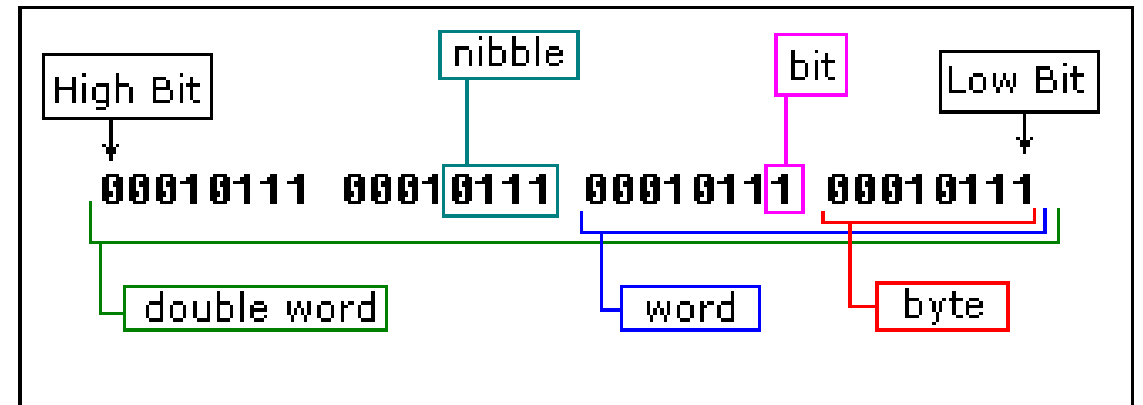 nibble
bit
High Bit
Low Bit
00010111 00010111 00010111 00010111
double word
word
byte